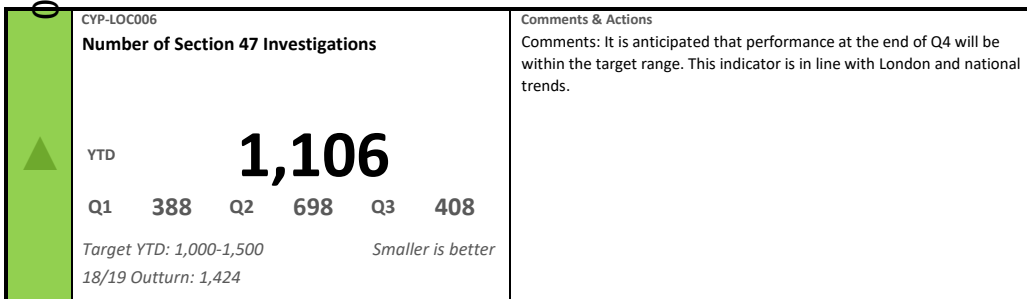 CYP-LOC006
Number of Section 47 Investigations
YTD 1,106
Q1 388 Q2 698 Q3 408
Target YTD: 1,000-1,500 Smaller is better
18/19 Outturn: 1,424
Comments & Actions
Comments: It is anticipated that performance at the end of Q4 will be
within the target range. This indicator is in line with London and national
trends.